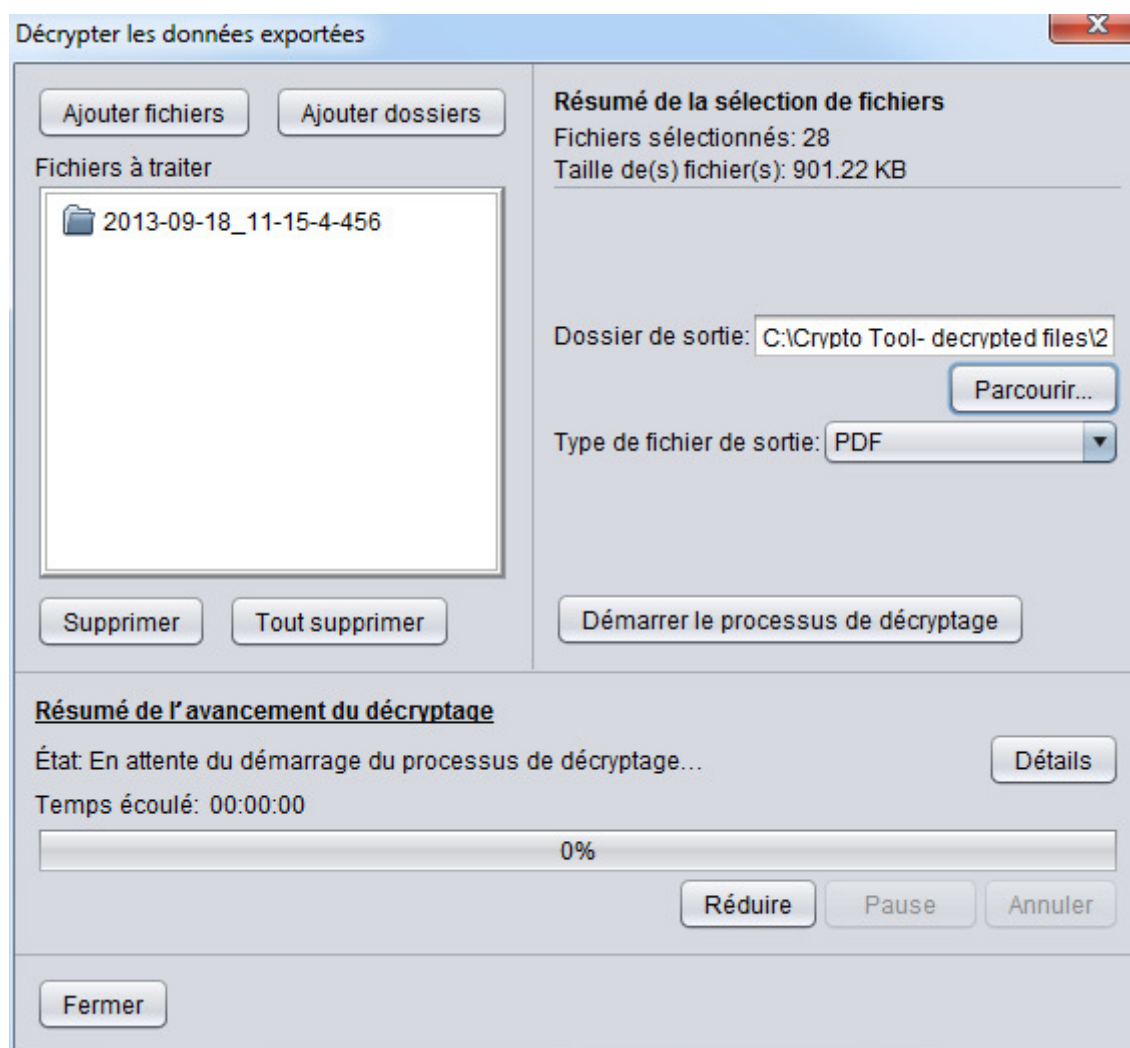 Décrypter les données exportées
X
Ajouter fichiers
Ajouter dossiers
Fichiers à traiter
2013-09-18_11-15-4-456
Supprimer
Tout supprimer
Résumé de la sélection de fichiers
Fichiers sélectionnés: 28
Taille de(s) fichier(s): 901.22 KB
Dossier de sortie: C:\Crypto Tool- decrypted files\2
Parcourir...
Type de fichier de sortie: PDF
Démarrer le processus de décryptage
Résumé de l'avancement du décryptage
État: En attente du démarrage du processus de décryptage…
Détails
Temps écoulé: 00:00:00
0%
Réduire
Pause
Annuler
Fermer